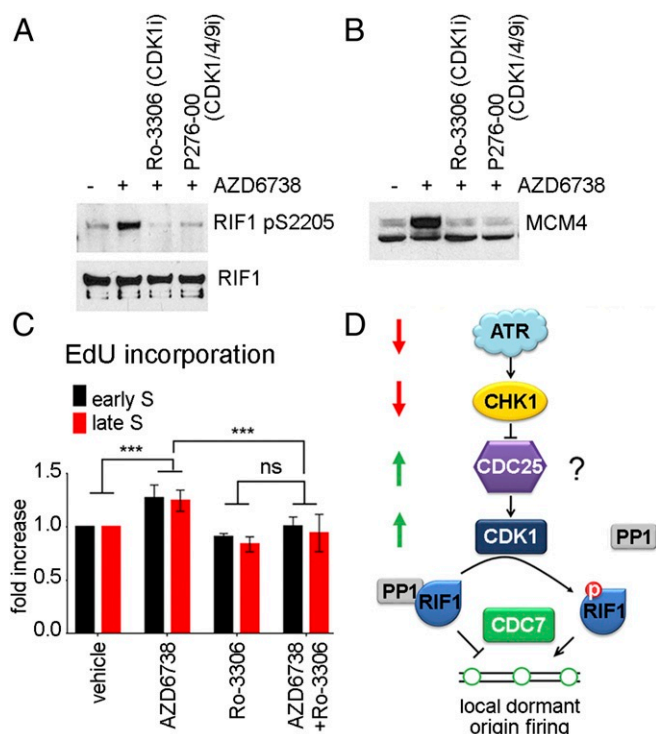 A
Ro-3306 (CDK1i)
P276-00
(CDK1/4/9i)
- + + + AZD6738
RIF1 pS2205
RIF1
B
Ro-3306 (CDK1i)
P276-00
(CDK1/4/9i)
- + + + AZD6738
MCM4
C
EdU incorporation
early S
late S
***
***
ns
fold increase
1.5
1.0
0.5
0.0
vehicle
AZD6738
Ro-3306
AZD6738
+Ro-3306
D
ATR
CHK1
CDC25 ?
CDK1
PP1
PP1
RIF1
p
RIF1
CDC7
local dormant
origin firing